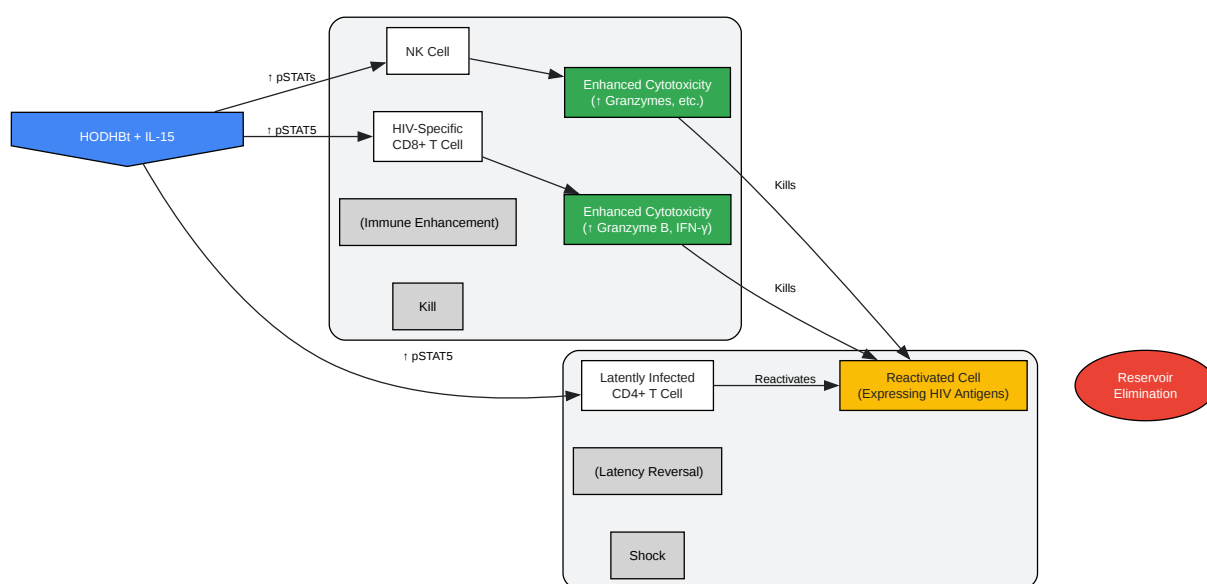 NK Cell
↑ pSTATs
Enhanced Cytotoxicity
(↑ Granzymes, etc.)
HODHBt + IL-15
↑ pSTAT5
HIV-Specific
CD8+ T Cell
Kills
(Immune Enhancement)
Enhanced Cytotoxicity
(↑ Granzyme B, IFN-γ)
Kills
Kill
↑ pSTAT5
Latently Infected
CD4+ T Cell
Reactivates
Reactivated Cell
(Expressing HIV Antigens)
Reservoir
Elimination
(Latency Reversal)
Shock